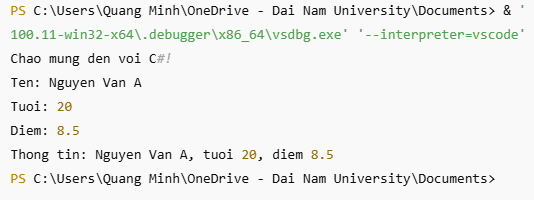 PS C:\Users\Quang Minh\OneDrive - Dai Nam University\Documents> & '
100.11-win32-x64\.debugger\x86_64\vsdbg.exe' '--interpreter=vscode'
Chao mung den voi C#!
Ten: Nguyen Van A
Tuoi: 20
Diem: 8.5
Thong tin: Nguyen Van A, tuoi 20, diem 8.5
PS C:\Users\Quang Minh\OneDrive - Dai Nam University\Documents>